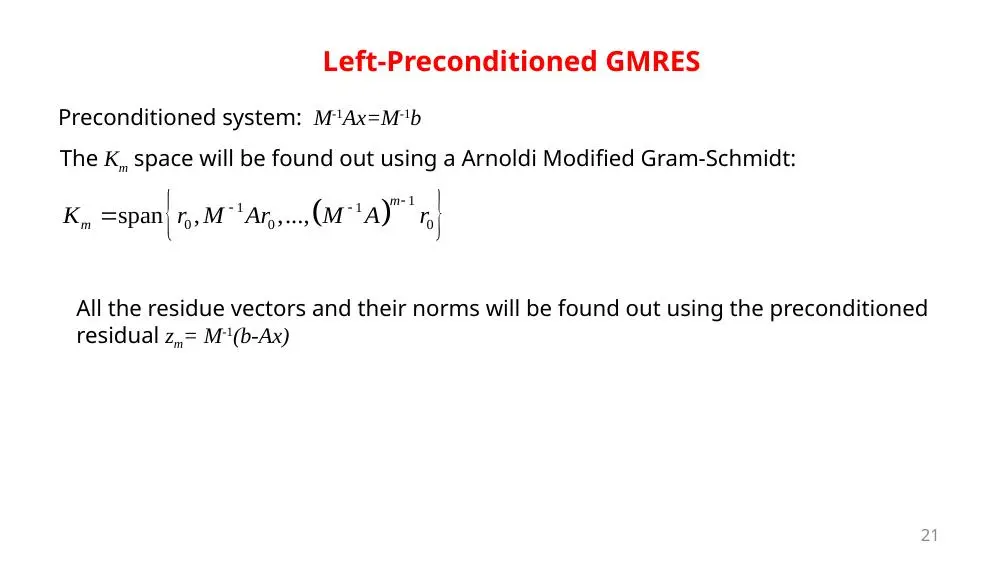 Left-Preconditioned GMRES
Preconditioned system: M⁻¹Ax=M⁻¹b
The Kₘ space will be found out using a Arnoldi Modified Gram-Schmidt:
Kₘ = span{r₀, M⁻¹Ar₀,..., (M⁻¹A)ᵐ⁻¹ r₀}
All the residue vectors and their norms will be found out using the preconditioned
residual zₘ= M⁻¹(b-Ax)
21